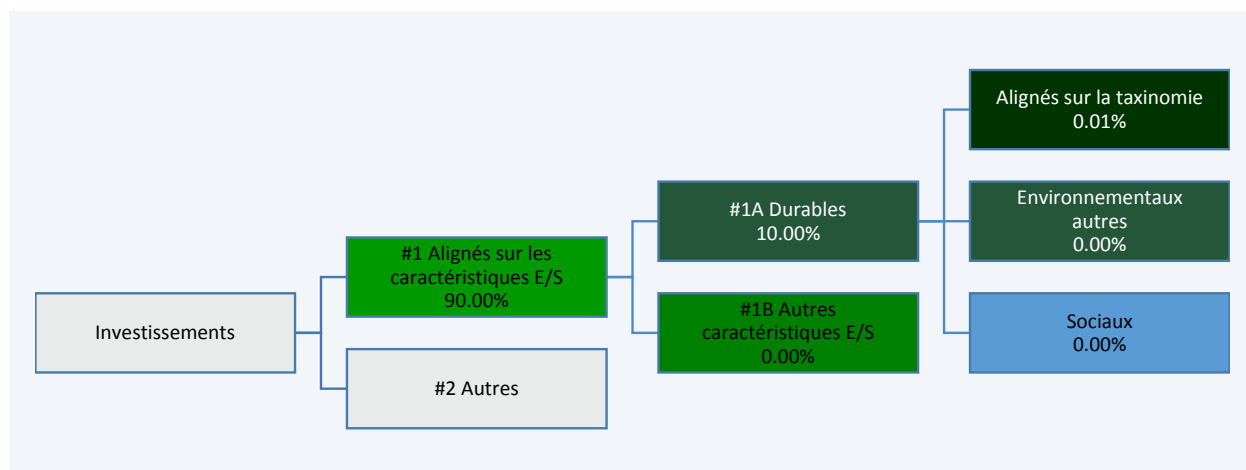 Investissements
#1 Alignés sur les
caractéristiques E/S
90.00%
#2 Autres
#1A Durables
10.00%
#1B Autres
caractéristiques E/S
0.00%
Alignés sur la taxinomie
0.01%
Environnementaux
autres
0.00%
Sociaux
0.00%